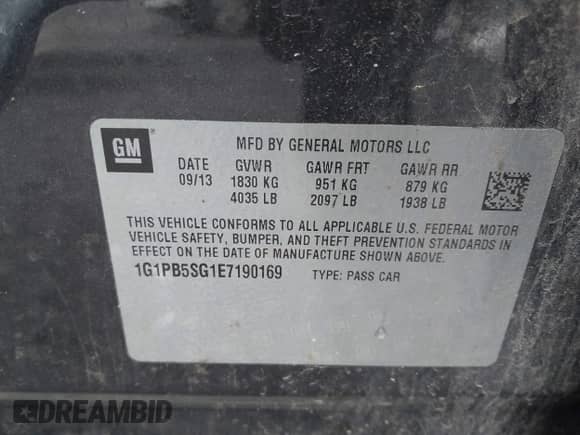 GM
MFD BY GENERAL MOTORS LLC
DATE GVWR GAWR FRT GAWR RR
09/13 1830 KG 951 KG 879 KG
4035 LB 2097 LB 1938 LB
THIS VEHICLE CONFORMS TO ALL APPLICABLE U.S. FEDERAL MOTOR
VEHICLE SAFETY, BUMPER, AND THEFT PREVENTION STANDARDS IN
EFFECT ON THE DATE OF MANUFACTURE SHOWN ABOVE.
1G1PB5SG1E7190169 TYPE: PASS CAR
DREAMBID